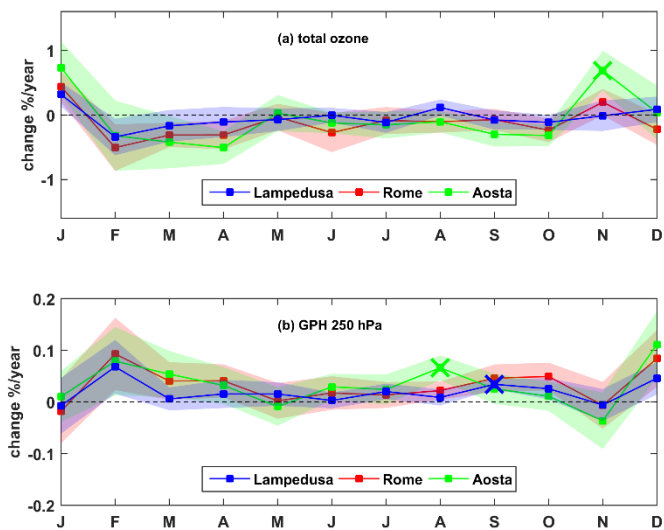 (a) total ozone
1
0
-1
change %/year
Lampedusa Rome Aosta
J F M A M J J A S O N D
(b) GPH 250 hPa
0.2
0.1
0
-0.1
-0.2
change %/year
Lampedusa Rome Aosta
J F M A M J J A S O N D